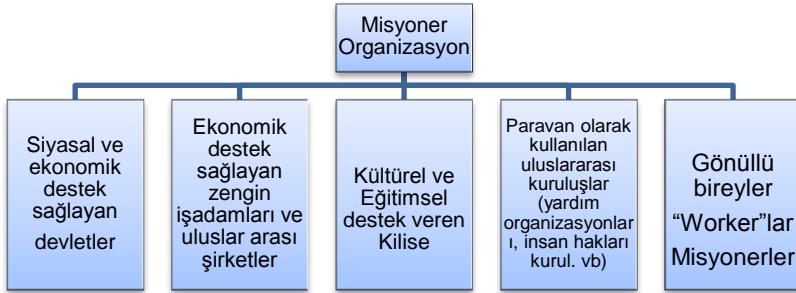 Misyoner
Organizasyon
Siyasal ve
ekonomik
destek
sağlayan
devletler
Ekonomik
destek
sağlayan
zengin
işadamları ve
uluslar arası
şirketler
Kültürel ve
Eğitimsel
destek veren
Kilise
Paravan olarak
kullanılan
uluslararası
kuruluşlar
(yardım
organizasyonlar
ı, insan hakları
kurul. vb)
Gönüllü
bireyler
“Worker”lar
Misyonerler